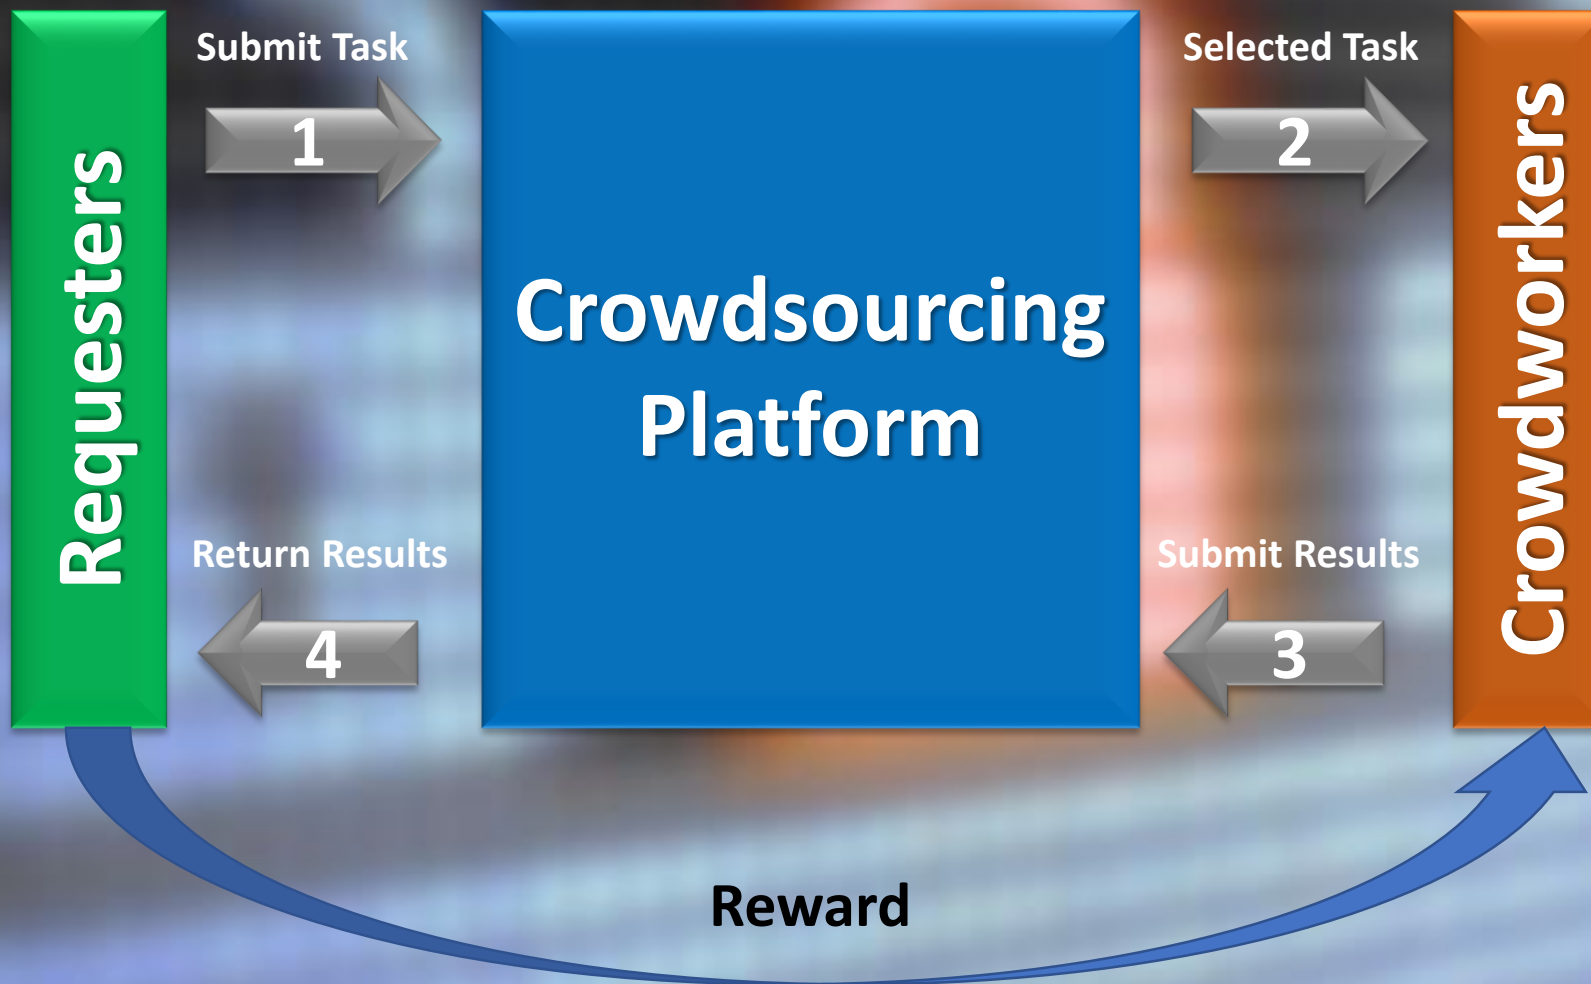 Requesters
Submit Task
1
Crowdsourcing
Platform
Selected Task
2
Crowdworkers
Return Results
4
Submit Results
3
Reward